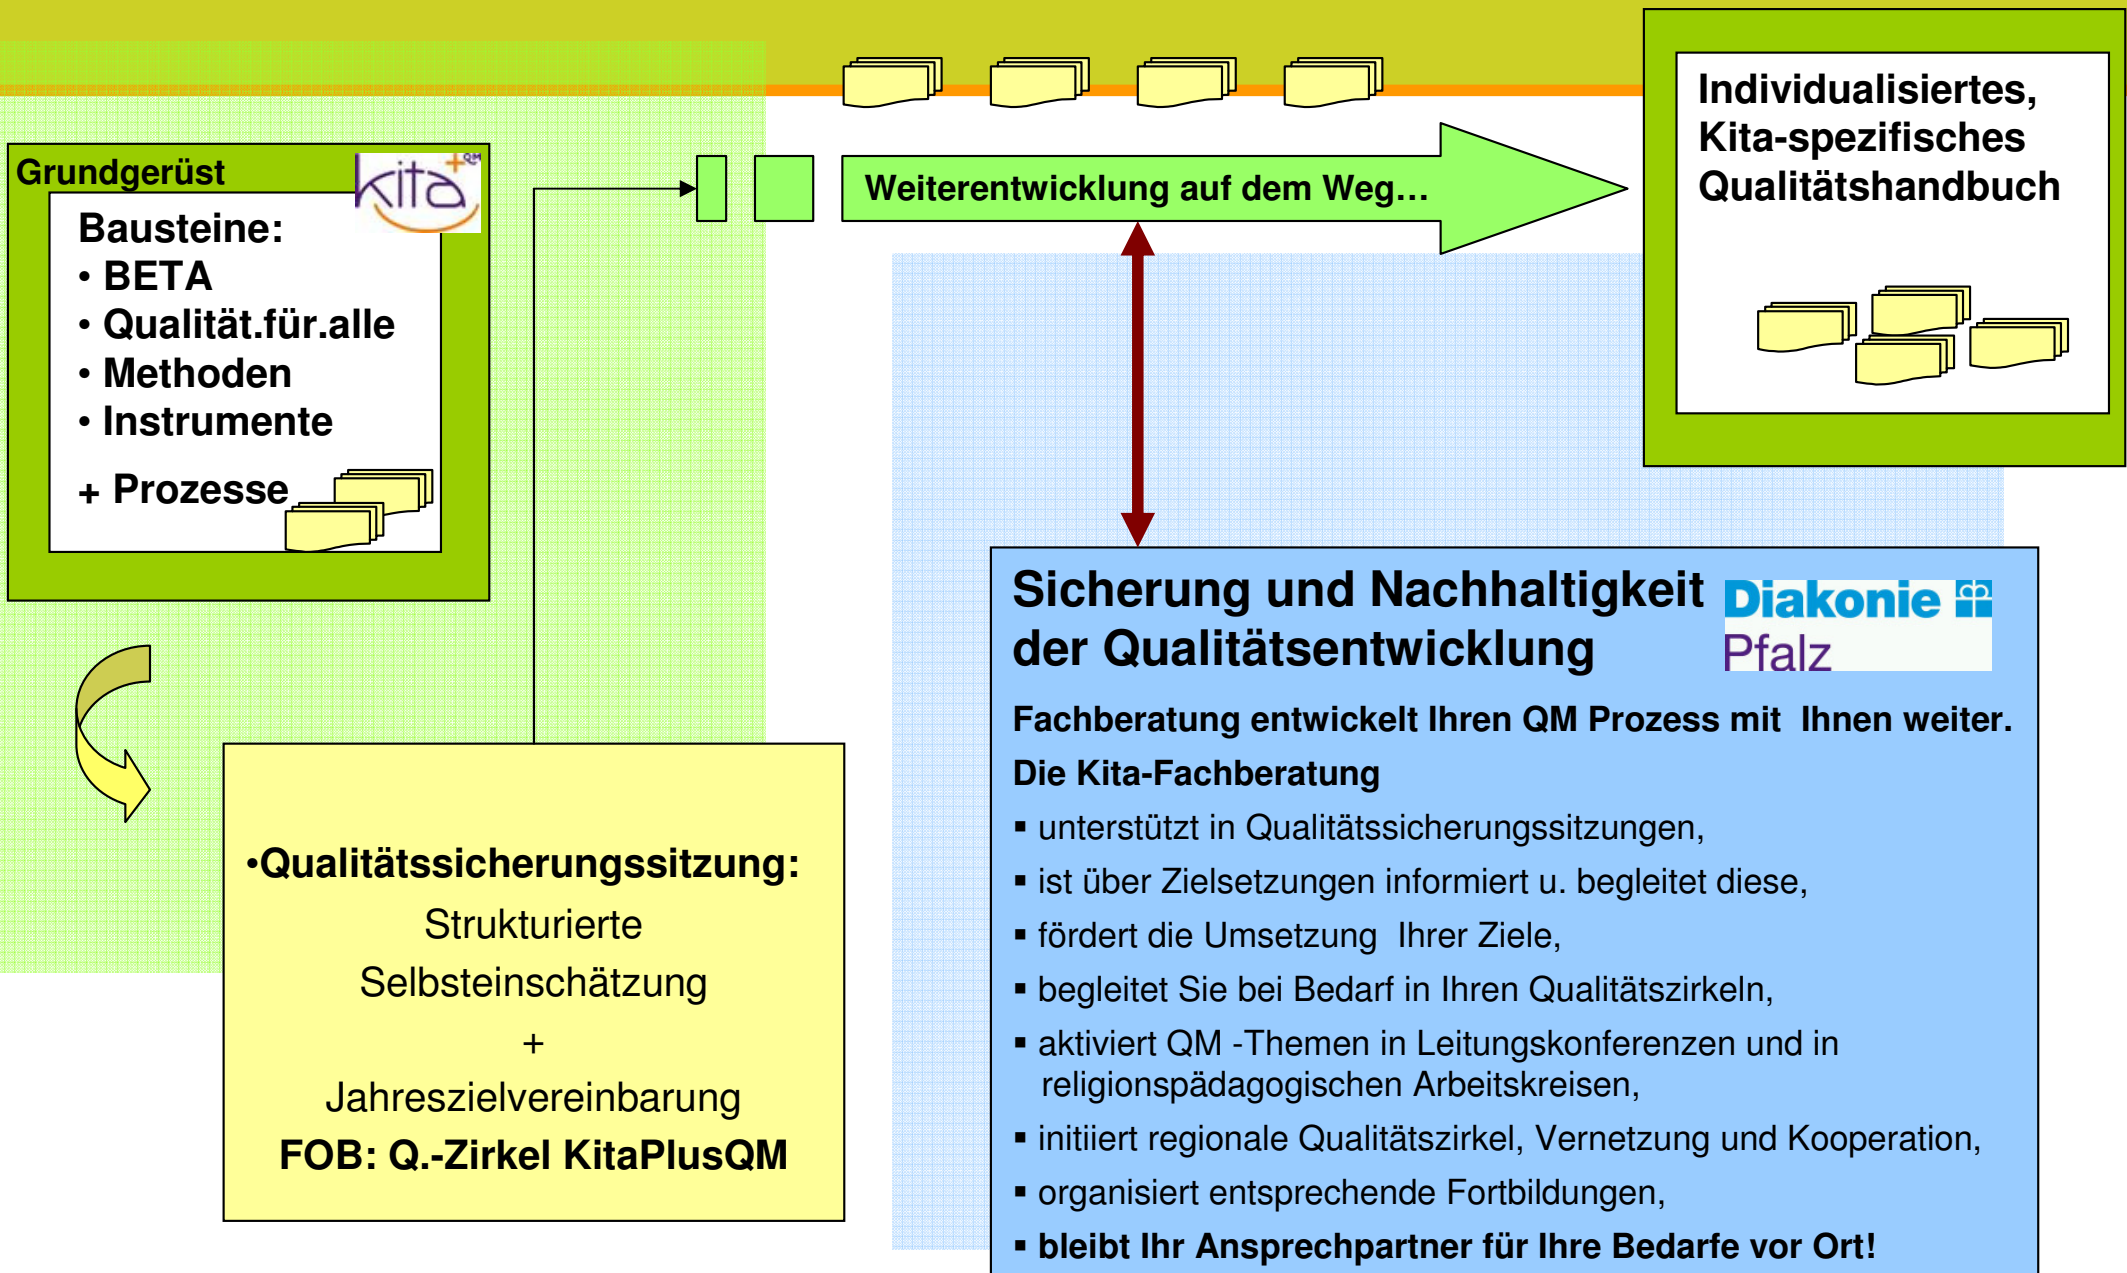 Grundgerüst
kita+QM
Bausteine:
• BETA
• Qualität.für.alle
• Methoden
• Instrumente
+ Prozesse
•Qualitätssicherungssitzung:
Strukturierte
Selbsteinschätzung
+
Jahreszielvereinbarung
FOB: Q.-Zirkel KitaPlusQM
Weiterentwicklung auf dem Weg...
Individualisiertes,
Kita-spezifisches
Qualitätshandbuch
Sicherung und Nachhaltigkeit
der Qualitätsentwicklung
Diakonie
Pfalz
Fachberatung entwickelt Ihren QM Prozess mit  Ihnen weiter.
Die Kita-Fachberatung
▪ unterstützt in Qualitätssicherungssitzungen,
▪ ist über Zielsetzungen informiert u. begleitet diese,
▪ fördert die Umsetzung  Ihrer Ziele,
▪ begleitet Sie bei Bedarf in Ihren Qualitätszirkeln,
▪ aktiviert QM -Themen in Leitungskonferenzen und in
religionspädagogischen Arbeitskreisen,
▪ initiiert regionale Qualitätszirkel, Vernetzung und Kooperation,
▪ organisiert entsprechende Fortbildungen,
▪ bleibt Ihr Ansprechpartner für Ihre Bedarfe vor Ort!